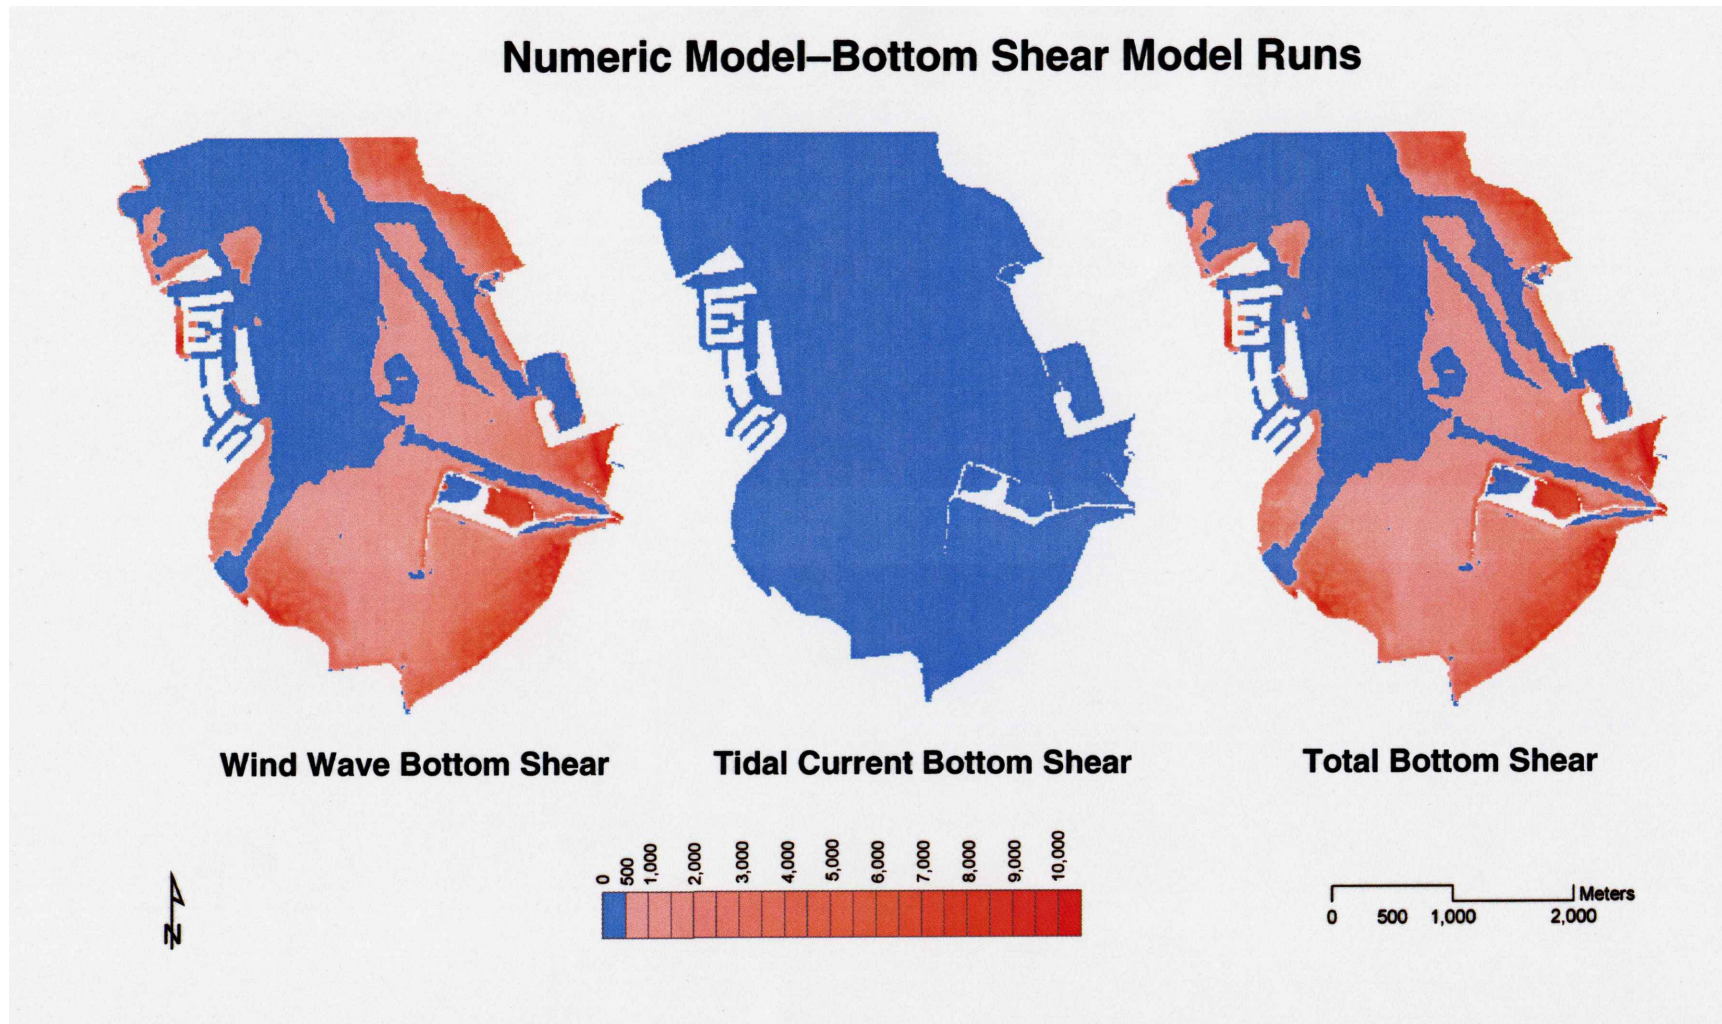 Numeric Model–Bottom Shear Model Runs
Wind Wave Bottom Shear
Tidal Current Bottom Shear
Total Bottom Shear
0
500
1,000
2,000
3,000
4,000
5,000
6,000
7,000
8,000
9,000
10,000
N
Meters
0 500 1,000 2,000